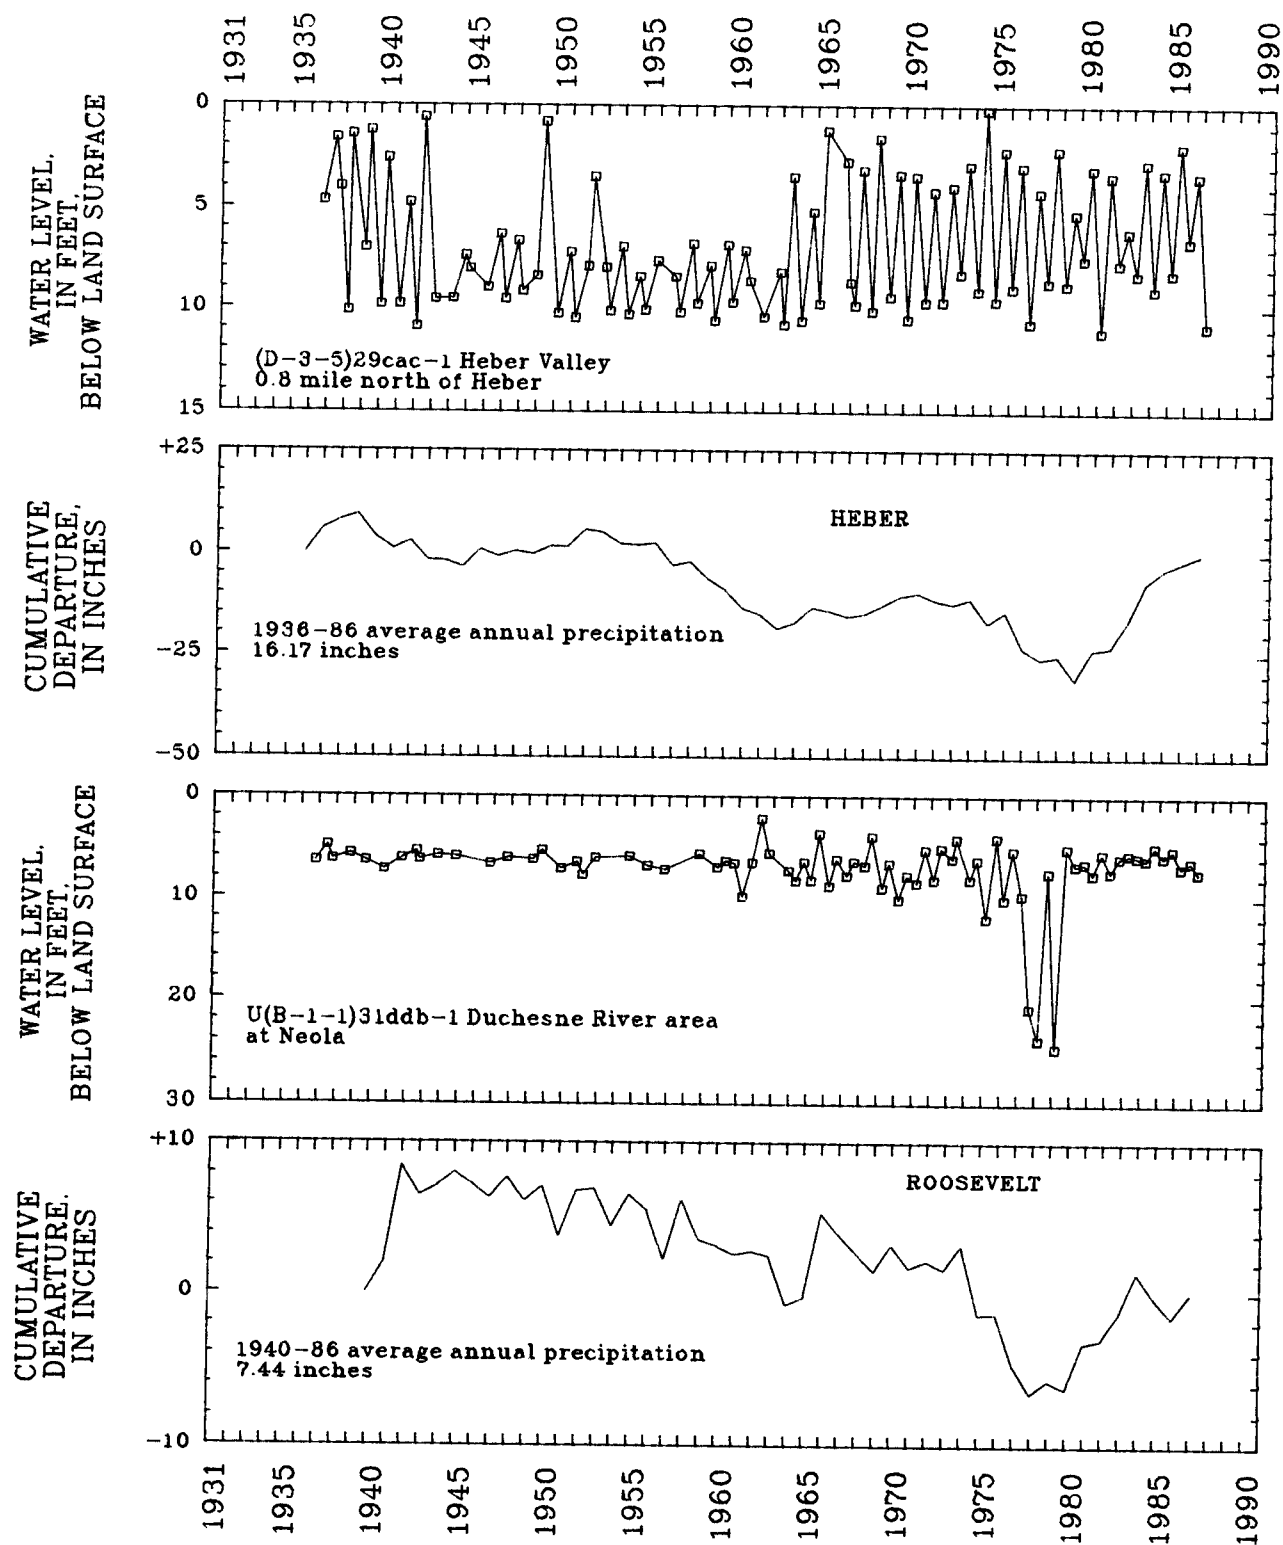 1931 1935 1940 1945 1950 1955 1960 1965 1970 1975 1980 1985 1990
WATER LEVEL,
IN FEET,
BELOW LAND SURFACE
0
5
10
15
(D-3-5)29cac-1 Heber Valley
0.8 mile north of Heber
CUMULATIVE
DEPARTURE,
IN INCHES
+25
0
-25
-50
HEBER
1936-86 average annual precipitation
16.17 inches
WATER LEVEL,
IN FEET,
BELOW LAND SURFACE
0
10
20
30
U(B-1-1)31ddb-1 Duchesne River area
at Neola
CUMULATIVE
DEPARTURE,
IN INCHES
+10
0
-10
ROOSEVELT
1940-86 average annual precipitation
7.44 inches
1931 1935 1940 1945 1950 1955 1960 1965 1970 1975 1980 1985 1990